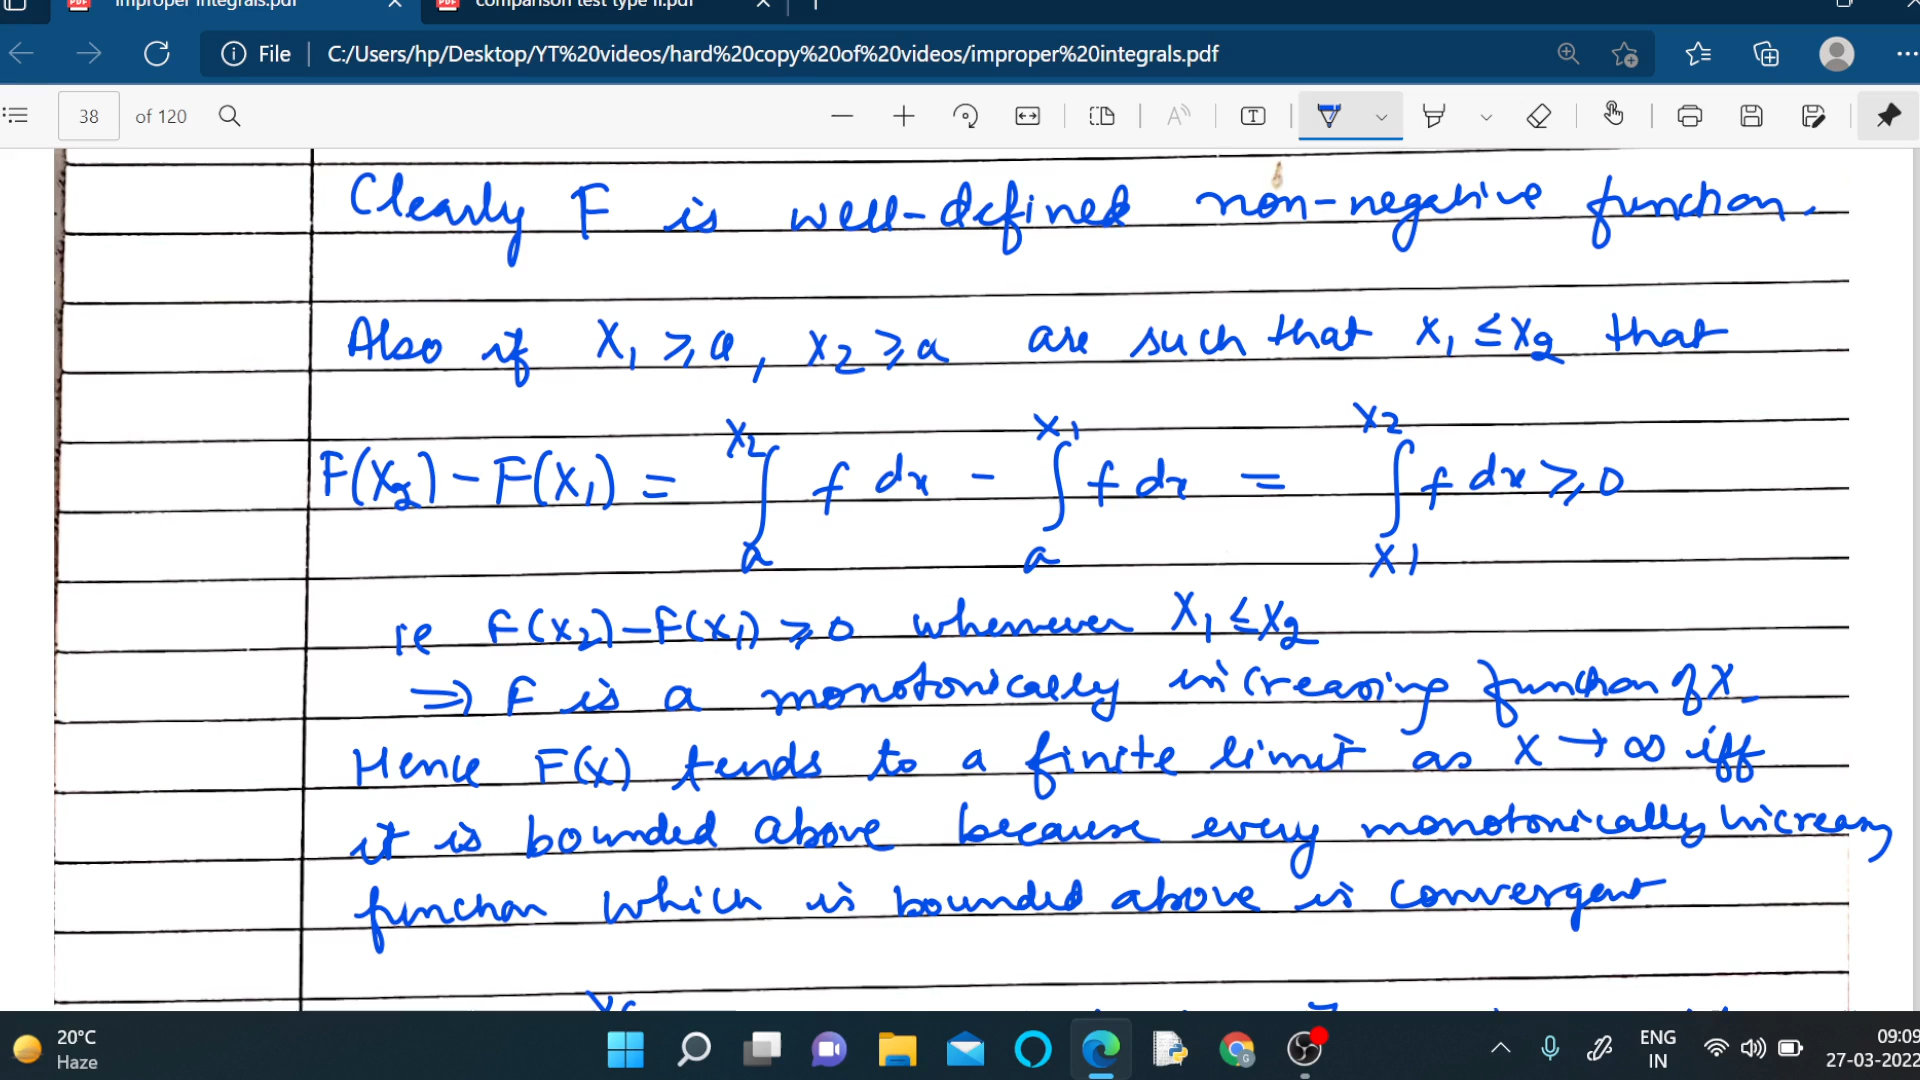 improper integrals.pdf
comparison test type II.pdf
File
C:/Users/hp/Desktop/YT%20videos/hard%20copy%20of%20videos/improper%20integrals.pdf
38 of 120
Clearly F is well-defined non-negative function.
Also if X₁ ≥ a, X₂ ≥ a are such that X₁ ≤ X₂ that
F(X₂) - F(X₁) = ∫ₐ^X₂ f dx - ∫ₐ^X₁ f dx = ∫_X₁^X₂ f dx ≥ 0
ie F(X₂) - F(X₁) ≥ 0 whenever X₁ ≤ X₂
⇒ F is a monotonically increasing function of X.
Hence F(X) tends to a finite limit as X → ∞ iff
it is bounded above because every monotonically increasing
function which is bounded above is convergent
20°C
Haze
ENG
IN
09:09
27-03-2022